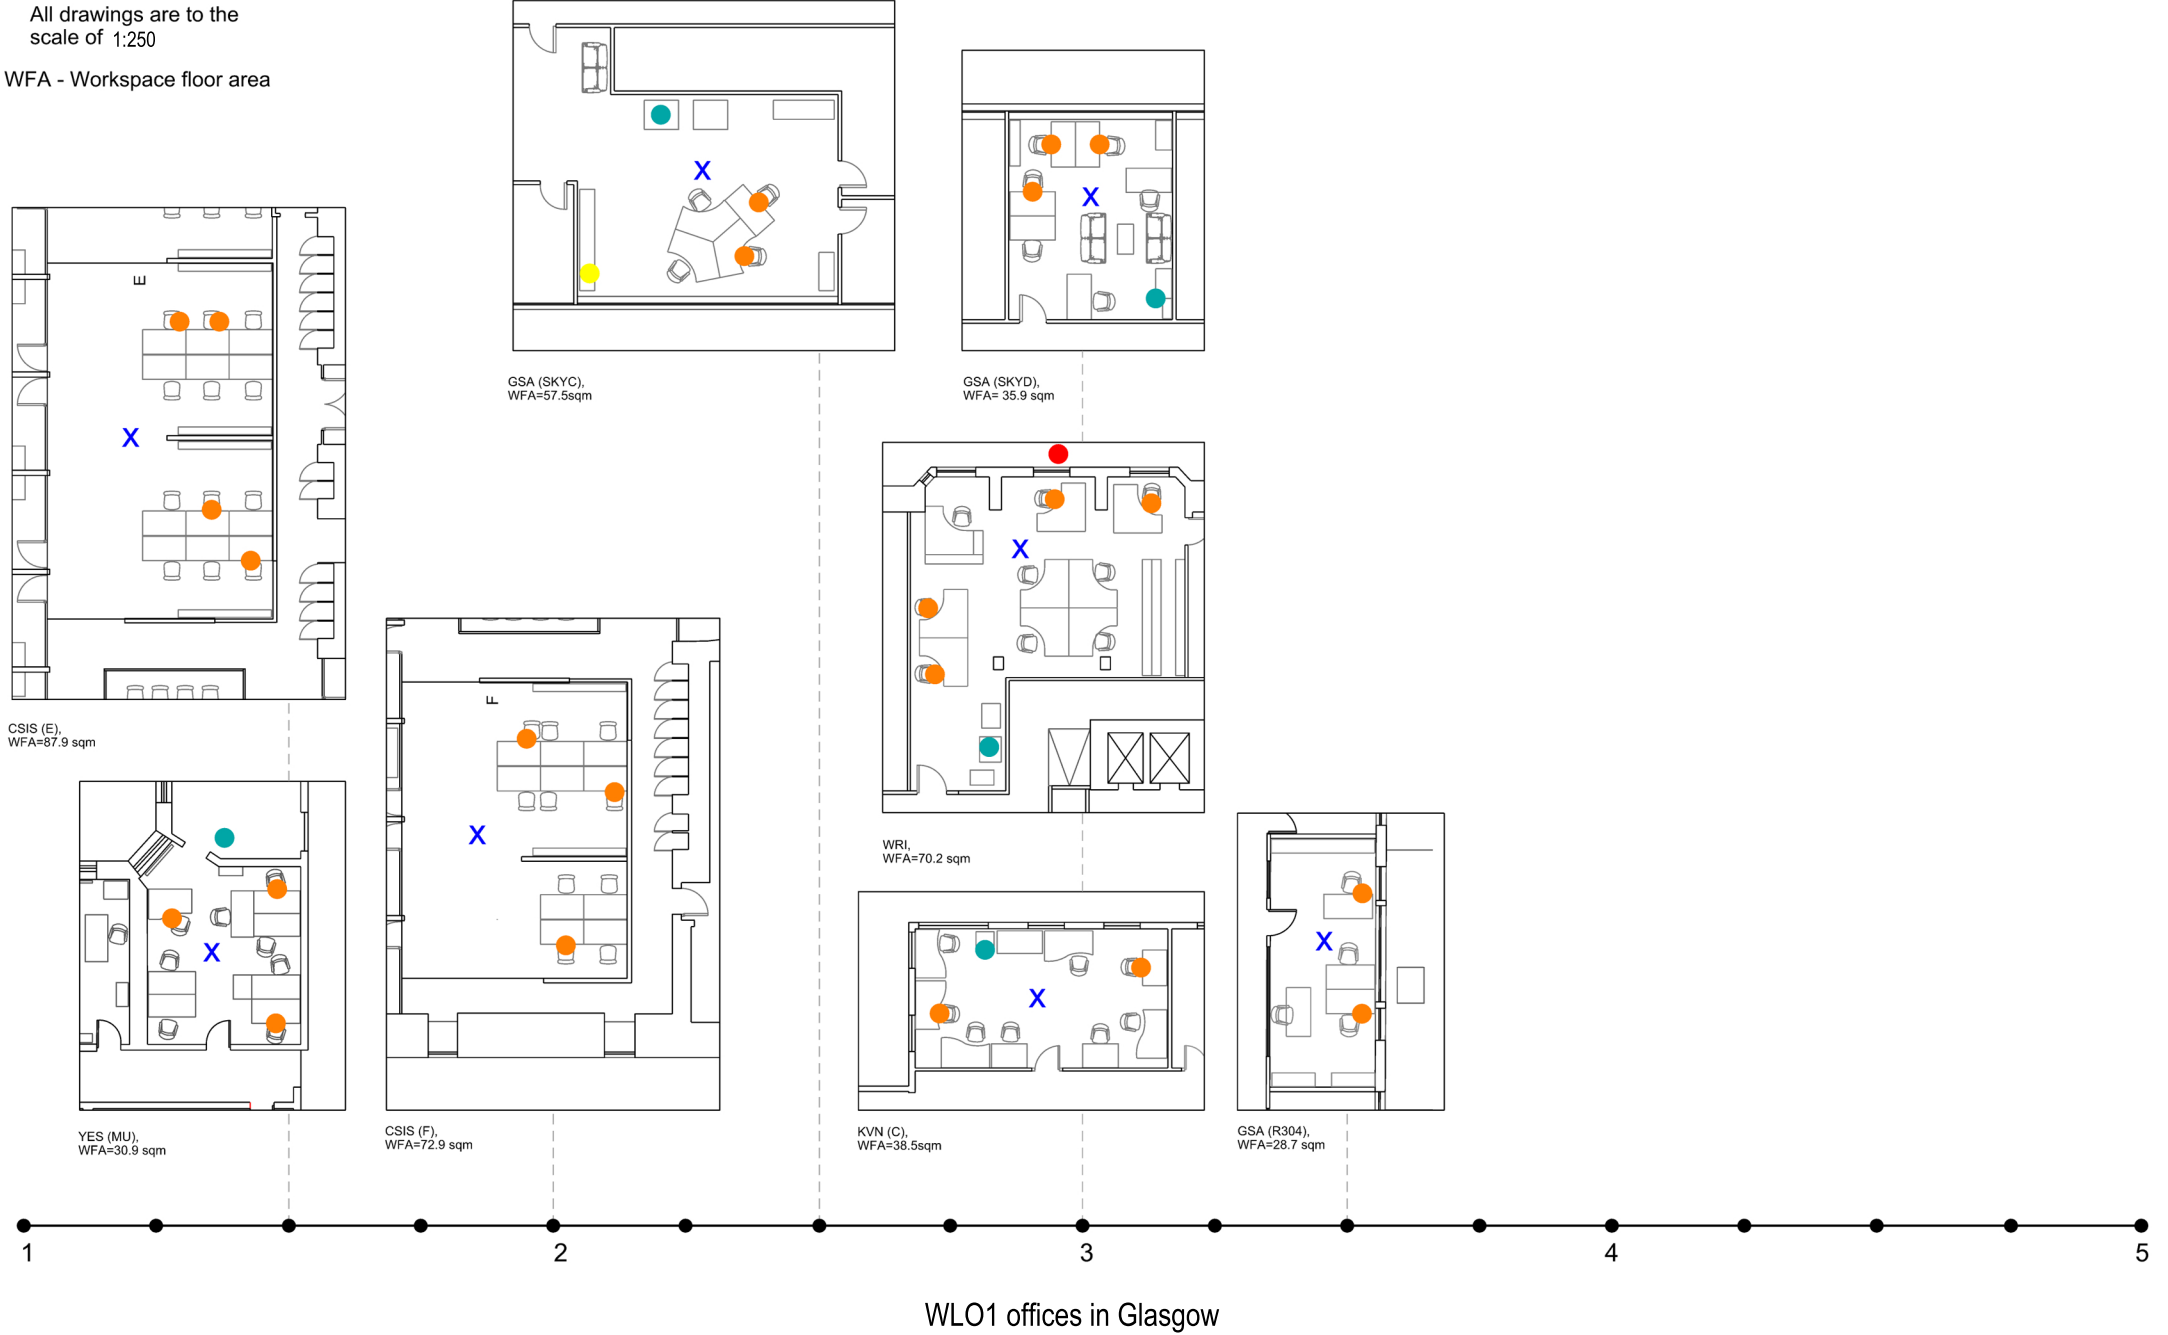 All drawings are to the
scale of 1:250
WFA - Workspace floor area
GSA (SKYC),
WFA=57.5sqm
GSA (SKYD),
WFA= 35.9 sqm
E
X
X
X
CSIS (E),
WFA=87.9 sqm
F
X
X
WRI,
WFA=70.2 sqm
X
X
X
YES (MU),
WFA=30.9 sqm
CSIS (F),
WFA=72.9 sqm
KVN (C),
WFA=38.5sqm
GSA (R304),
WFA=28.7 sqm
1 2 3 4 5
WLO1 offices in Glasgow